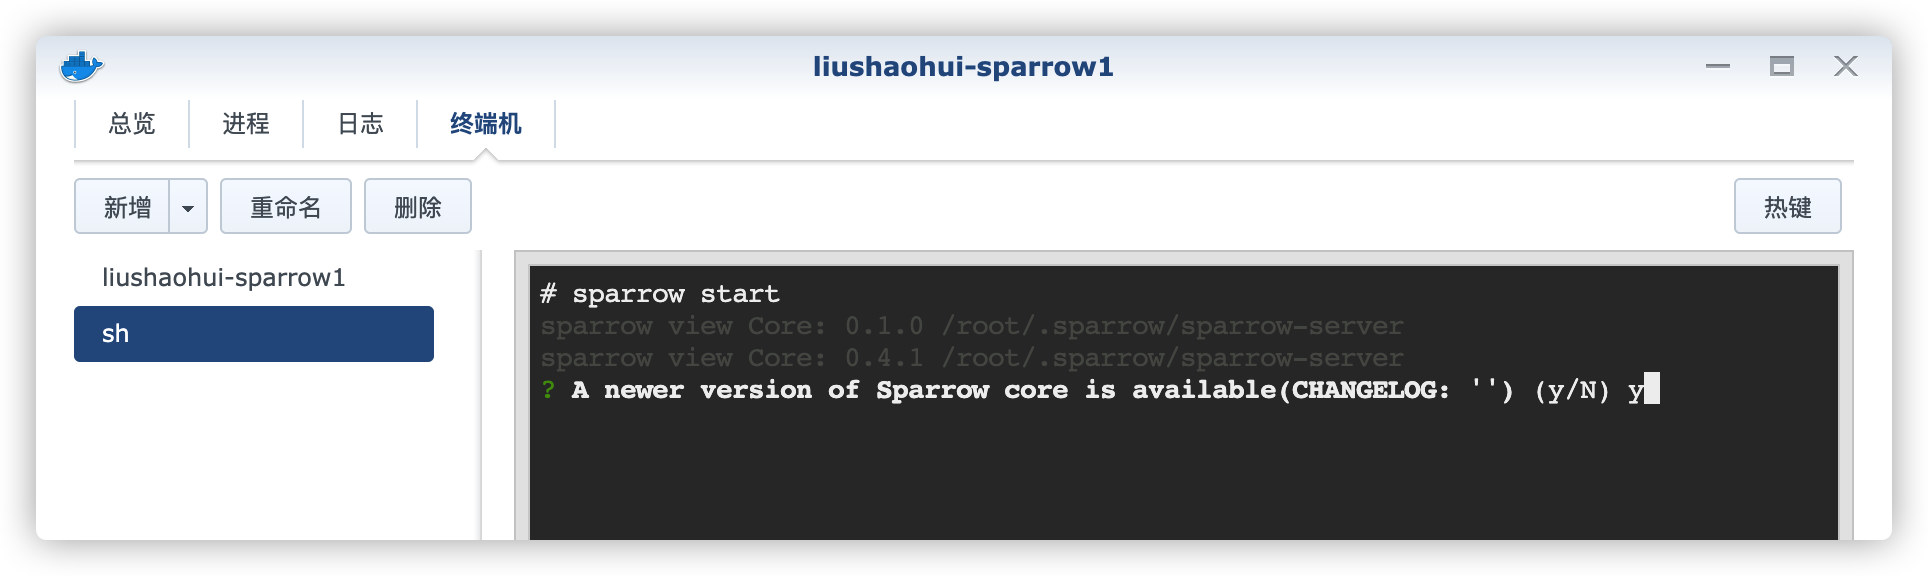 liushaohui-sparrow1
总览 进程 日志 终端机
新增 重命名 删除 热键
liushaohui-sparrow1
sh
# sparrow start
sparrow view Core: 0.1.0 /root/.sparrow/sparrow-server
sparrow view Core: 0.4.1 /root/.sparrow/sparrow-server
? A newer version of Sparrow core is available(CHANGELOG: '') (y/N) y